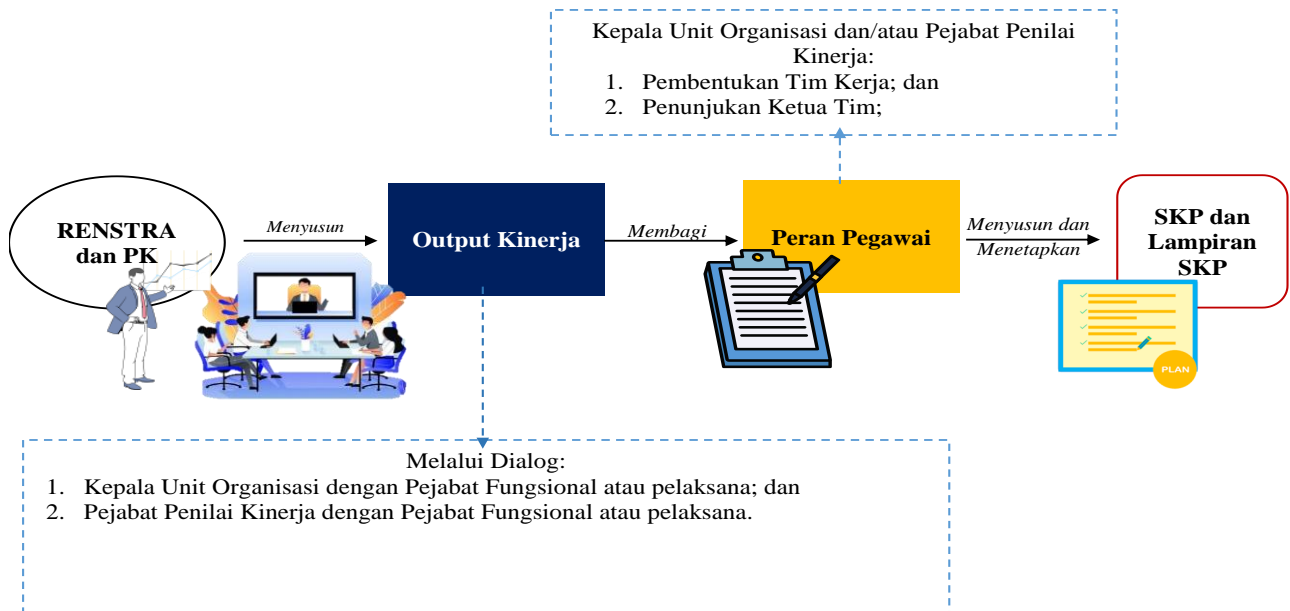 Kepala Unit Organisasi dan/atau Pejabat Penilai
Kinerja:
1. Pembentukan Tim Kerja; dan
2. Penunjukan Ketua Tim;
RENSTRA
dan PK
Menyusun
Output Kinerja
Membagi
Peran Pegawai
Menyusun dan
Menetapkan
SKP dan
Lampiran
SKP
PLAN
Melalui Dialog:
1. Kepala Unit Organisasi dengan Pejabat Fungsional atau pelaksana; dan
2. Pejabat Penilai Kinerja dengan Pejabat Fungsional atau pelaksana.